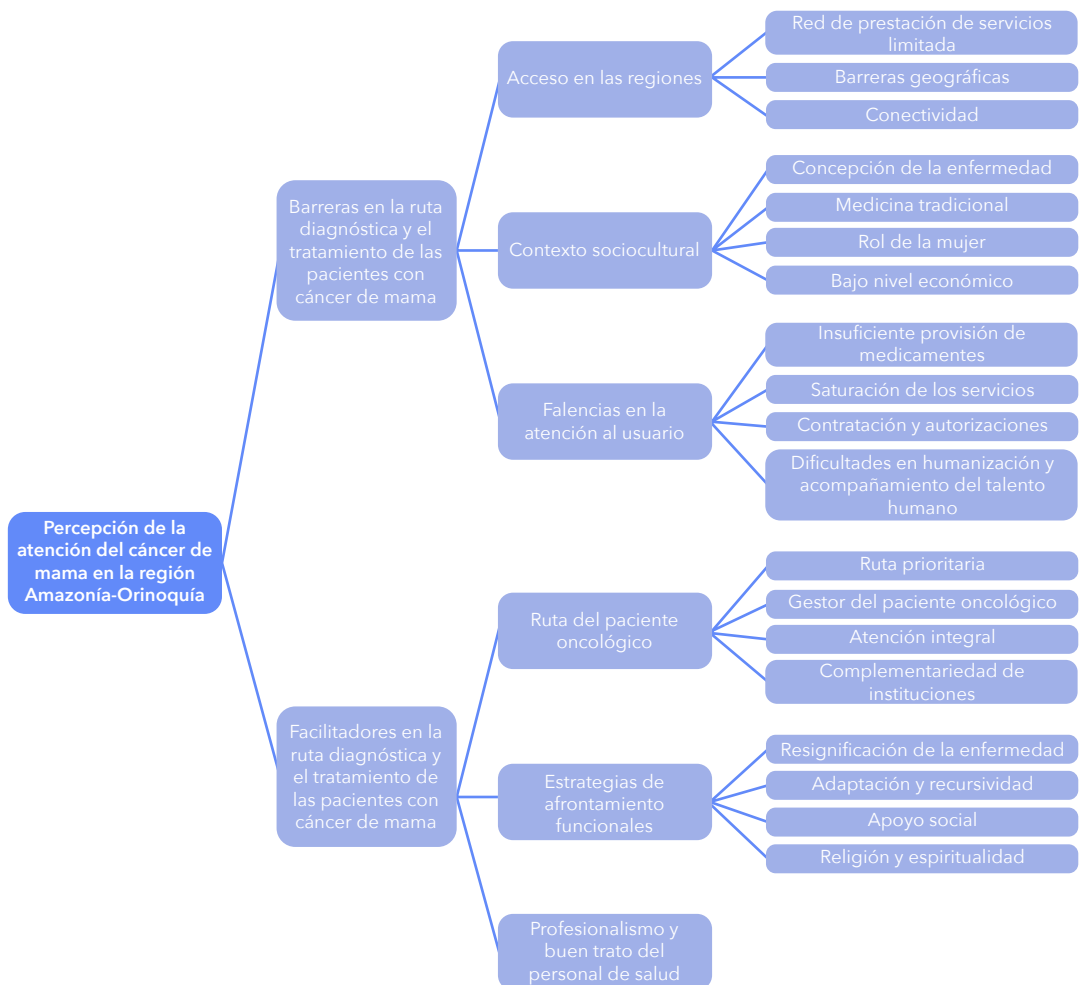 Percepción de la
atención del cáncer de
mama en la región
Amazonía-Orinoquía
Barreras en la ruta
diagnóstica y el
tratamiento de las
pacientes con
cáncer de mama
Acceso en las regiones
Red de prestación de servicios
limitada
Barreras geográficas
Conectividad
Contexto sociocultural
Concepción de la enfermedad
Medicina tradicional
Rol de la mujer
Bajo nivel económico
Falencias en la
atención al usuario
Insuficiente provisión de
medicamentes
Saturación de los servicios
Contratación y autorizaciones
Dificultades en humanización y
acompañamiento del talento
humano
Facilitadores en la
ruta diagnóstica y
el tratamiento de
las pacientes con
cáncer de mama
Ruta del paciente
oncológico
Ruta prioritaria
Gestor del paciente oncológico
Atención integral
Complementariedad de
instituciones
Estrategias de
afrontamiento
funcionales
Resignificación de la enfermedad
Adaptación y recursividad
Apoyo social
Religión y espiritualidad
Profesionalismo y
buen trato del
personal de salud